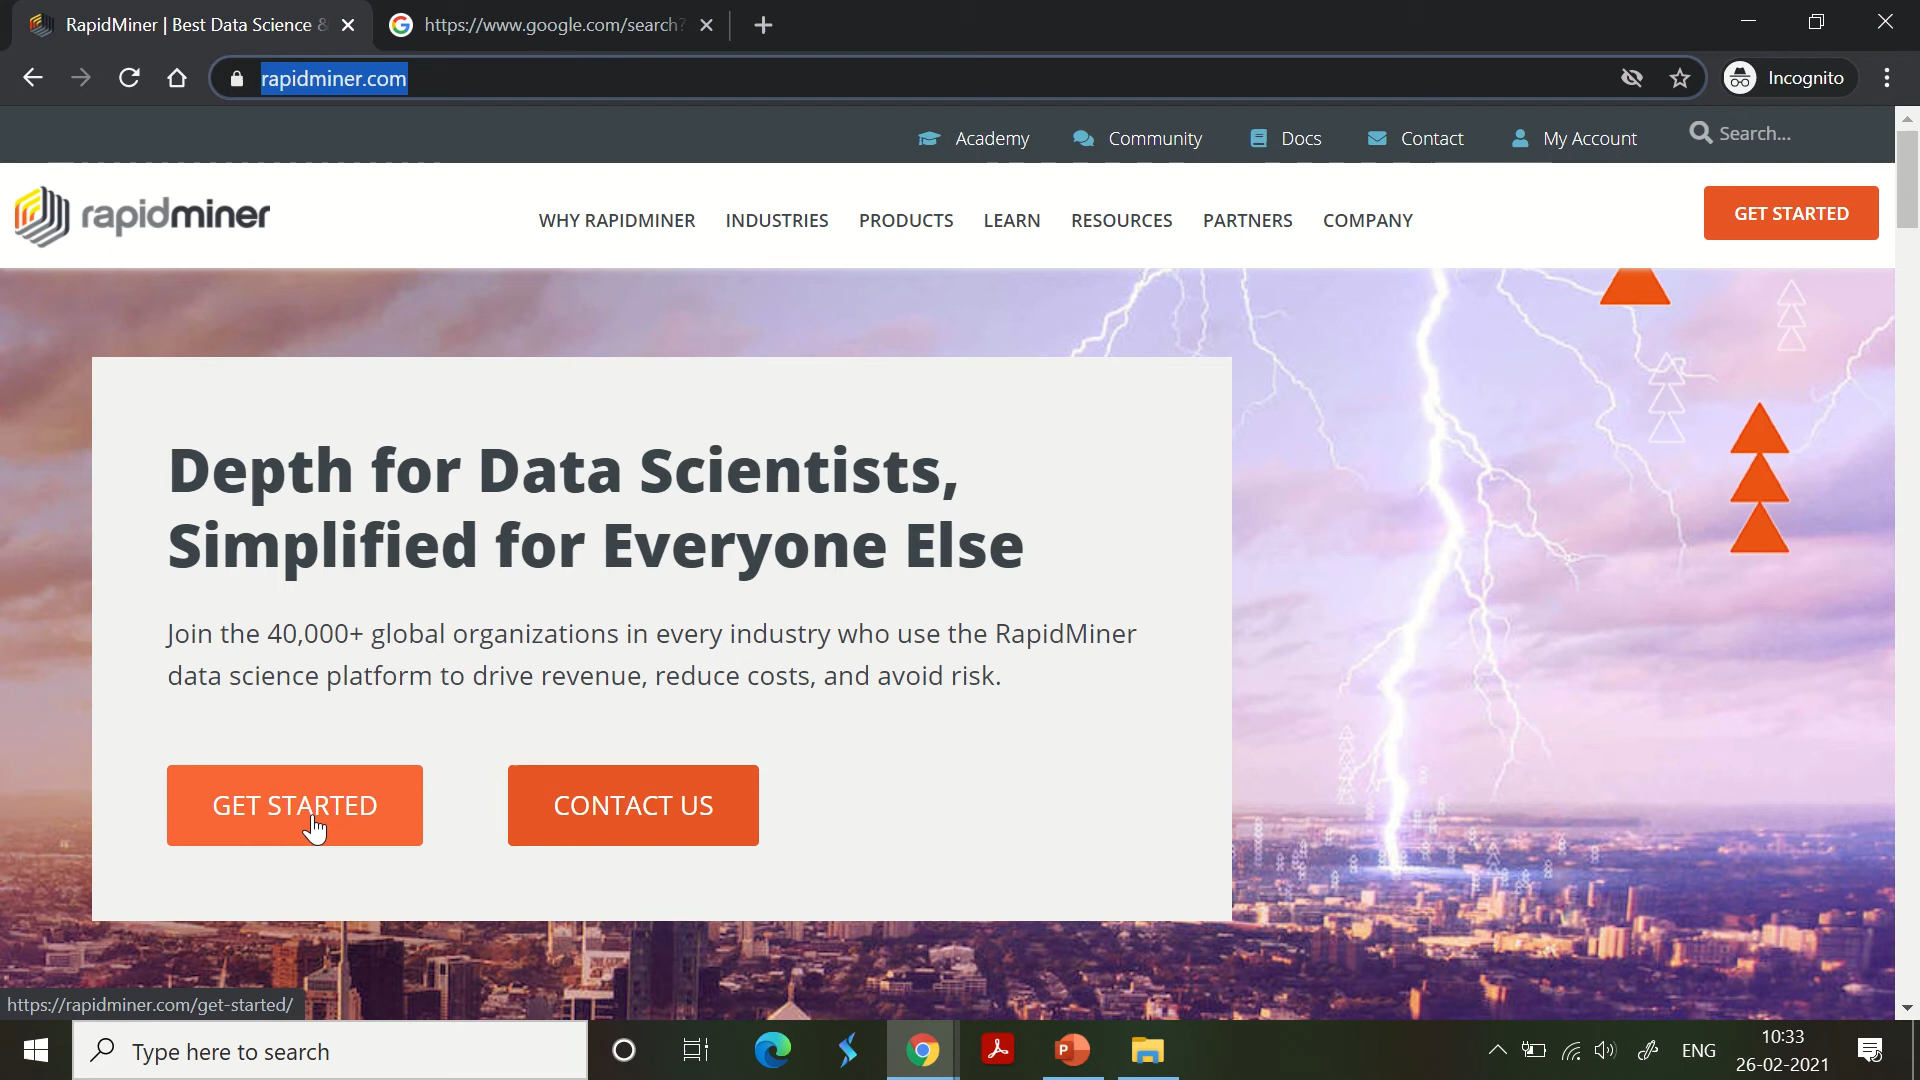 RapidMiner | Best Data Science &
https://www.google.com/search?
rapidminer.com
Incognito
Academy
Community
Docs
Contact
My Account
Search...
rapidminer
WHY RAPIDMINER
INDUSTRIES
PRODUCTS
LEARN
RESOURCES
PARTNERS
COMPANY
GET STARTED
Depth for Data Scientists,
Simplified for Everyone Else
Join the 40,000+ global organizations in every industry who use the RapidMiner
data science platform to drive revenue, reduce costs, and avoid risk.
GET STARTED
CONTACT US
https://rapidminer.com/get-started/
Type here to search
ENG
10:33
26-02-2021